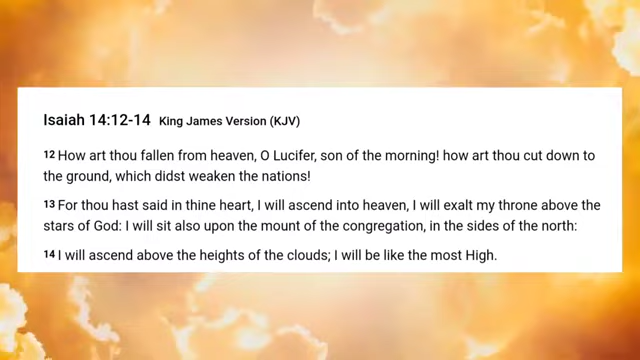 Isaiah 14:12-14 King James Version (KJV)
12 How art thou fallen from heaven, O Lucifer, son of the morning! how art thou cut down to
the ground, which didst weaken the nations!
13 For thou hast said in thine heart, I will ascend into heaven, I will exalt my throne above the
stars of God: I will sit also upon the mount of the congregation, in the sides of the north:
14 I will ascend above the heights of the clouds; I will be like the most High.